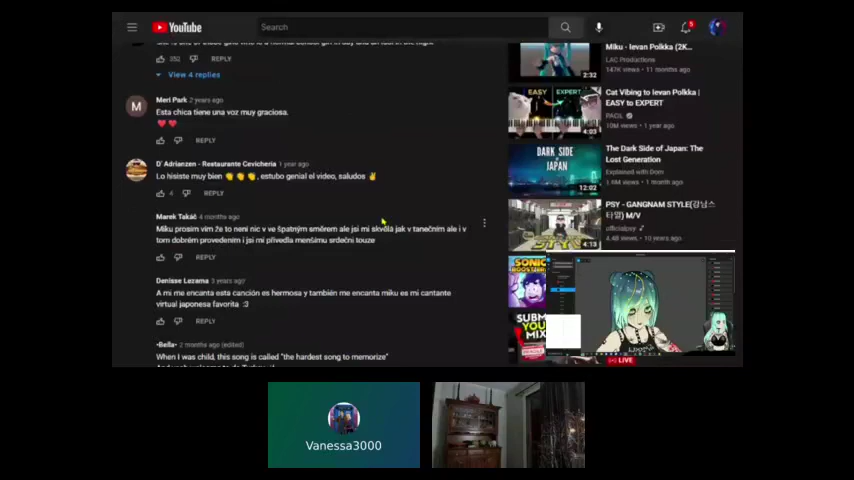 YouTube
Search
5
352
REPLY
View 4 replies
M
Meri Park 2 years ago
Esta chica tiene una voz muy graciosa.
REPLY
D' Adrianzen - Restaurante Cevicheria 1 year ago
Lo hisiste muy bien 👏 👏 👏, estubo genial el video, saludos ✌
4
REPLY
Marek Takáč 4 months ago
Miku prosim vim že to neni nic v ve špatným směrem ale jsi mi skvělá jak v tanečním ale i v
tom dobrém provedením i jsi mi přivedla menšimu srdeční touze
REPLY
Denisse Lezama 3 years ago
A mi me encanta esta canción es hermosa y también me encanta miku es mi cantante
virtual japonesa favorita :3
REPLY
•Bella• 2 months ago (edited)
When I was child, this song is called "the hardest song to memorize"
Miku - Ievan Polkka (2K...
LAC Productions
147K views • 11 months ago
2:32
EASY
EXPERT
4:03
Cat Vibing to Ievan Polkka |
EASY to EXPERT
PADL
10M views • 1 year ago
DARK SIDE
OF
JAPAN
12:02
The Dark Side of Japan: The
Lost Generation
Explained with Dom
1 month ago
4:13
PSY - GANGNAM STYLE(강남스
타일) M/V
officialpsy
4.4B views • 10 years ago
SONIC
SUBM
YOUR
MIX
LIVE
Vanessa3000